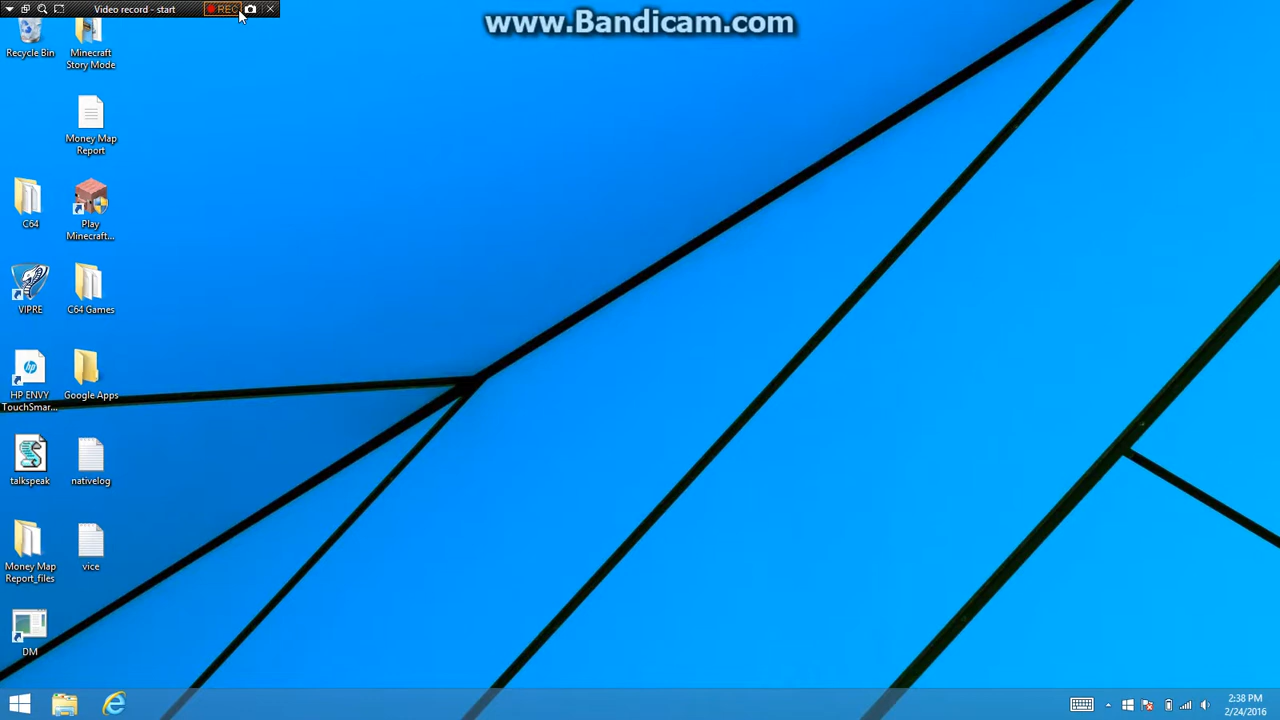 Video record - start
REC
www.Bandicam.com
Recycle Bin
Minecraft
Story Mode
Money Map
Report
C64
Play
Minecraft...
VIPRE
C64 Games
HP ENVY
TouchSmar...
Google Apps
talkspeak
nativelog
Money Map
Report_files
vice
DM
2:38 PM
2/24/2016